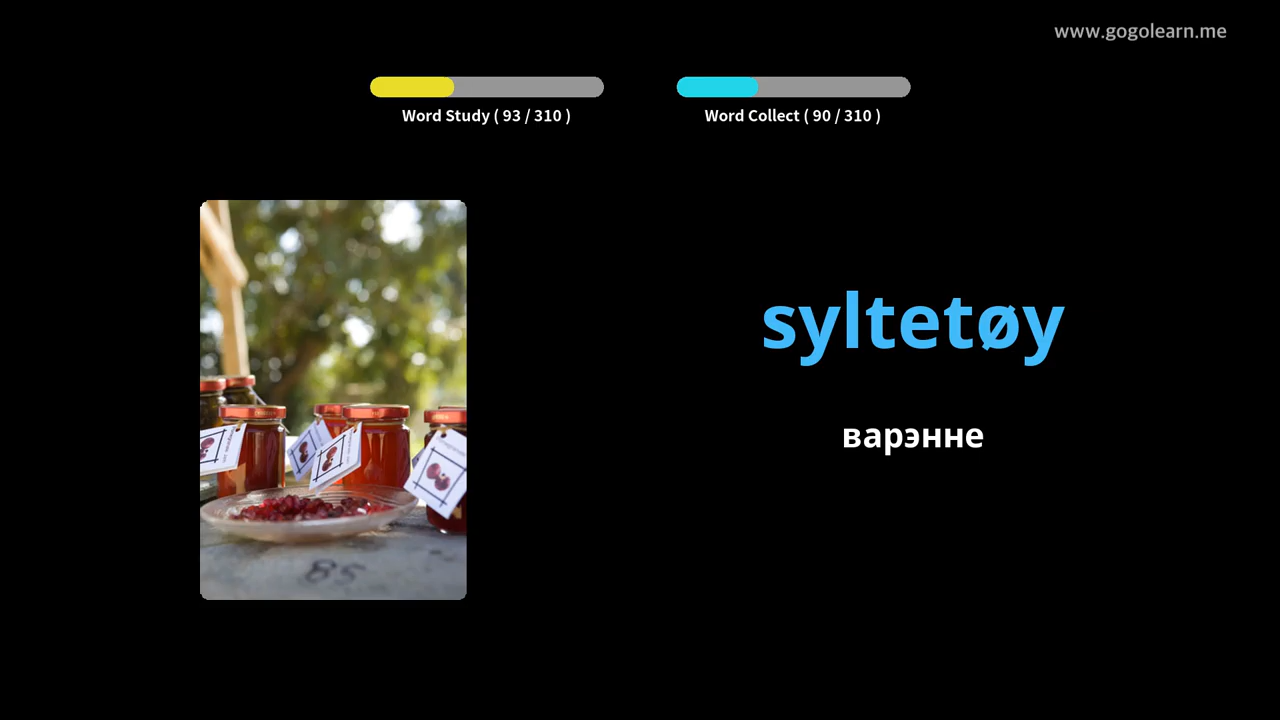 www.gogolearn.me
Word Study ( 93 / 310 )
Word Collect ( 90 / 310 )
syltetøy
варэнне
85